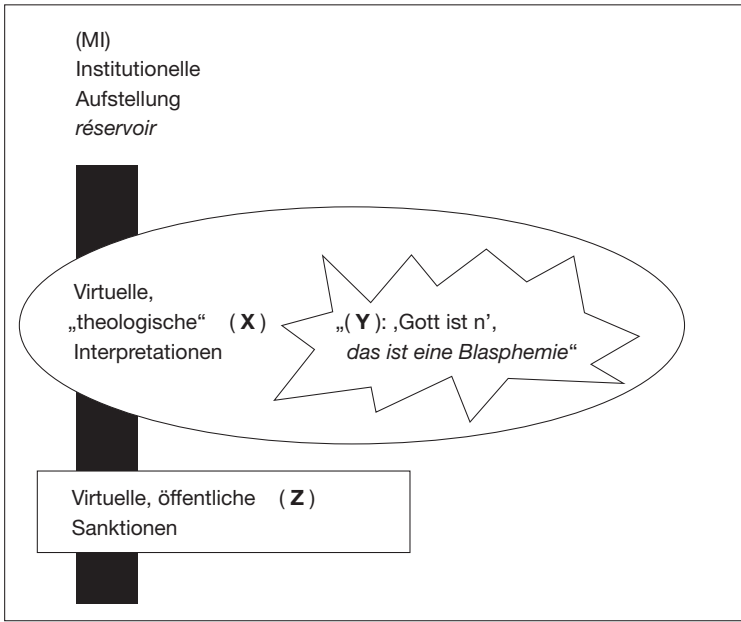 (MI)
Institutionelle
Aufstellung
réservoir
Virtuelle,
„theologische“ (X)
Interpretationen
„(Y): ‚Gott ist n’,
das ist eine Blasphemie“
Virtuelle, öffentliche (Z)
Sanktionen